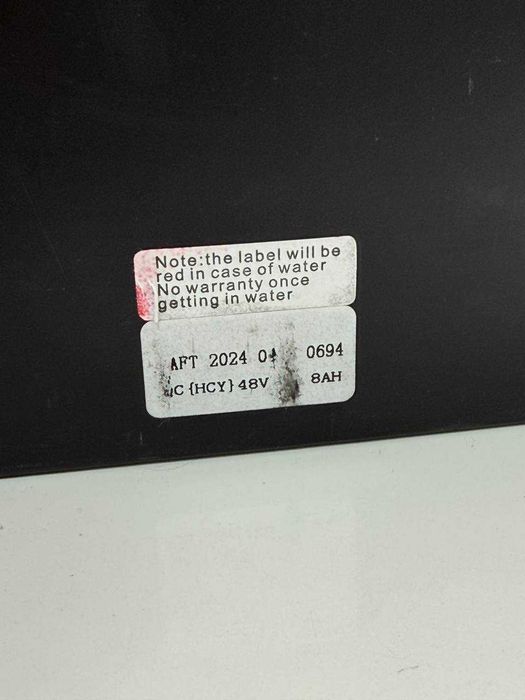 Note:the label will be
red in case of water
No warranty once
getting in water
AFT 2024 04 0694
{HCY} 48V 8AH